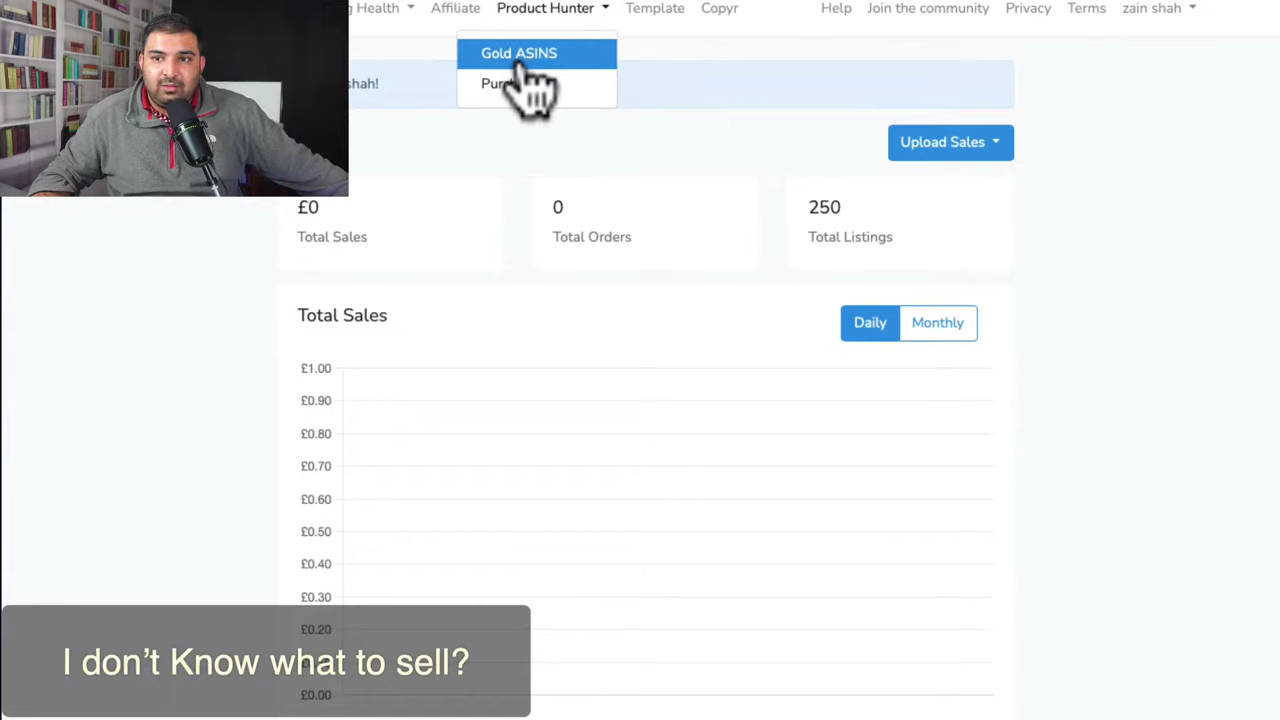 Health
Affiliate
Product Hunter
Template
Copyr
Help
Join the community
Privacy
Terms
zain shah
Gold ASINS
shah!
Upload Sales
£0
Total Sales
0
Total Orders
250
Total Listings
Total Sales
Daily
Monthly
£1.00
£0.90
£0.80
£0.70
£0.60
£0.50
£0.40
£0.30
£0.20
£0.00
I don't Know what to sell?